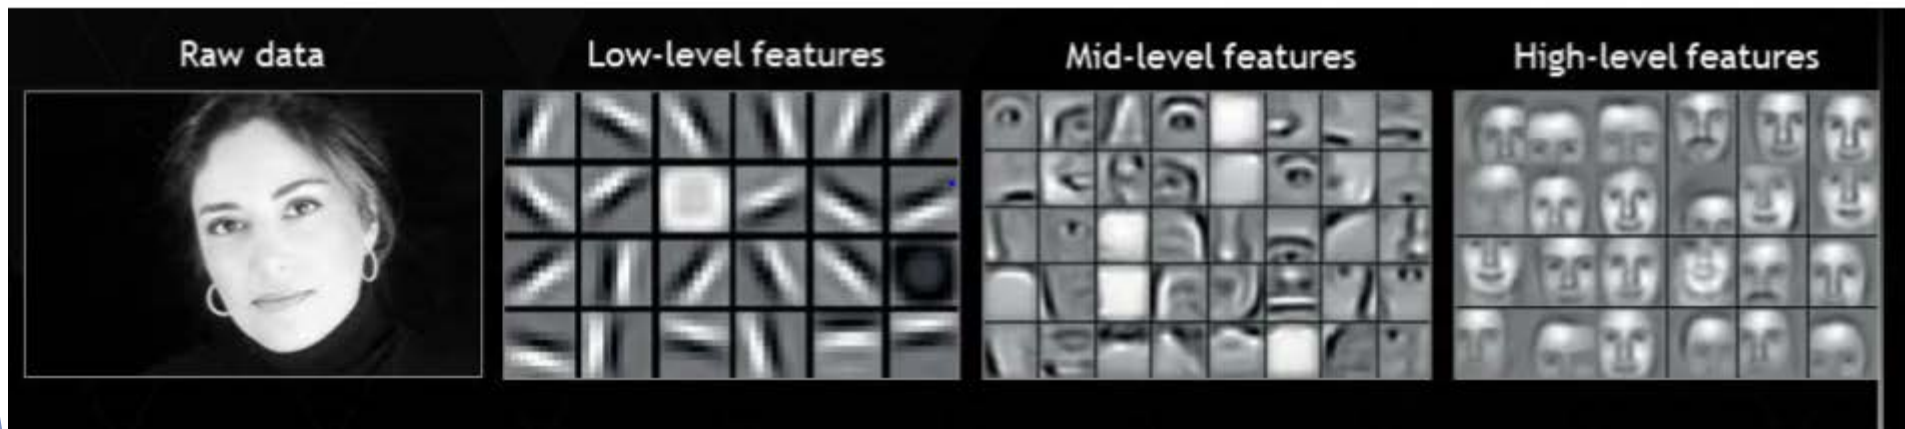 Raw data
Low-level features
Mid-level features
High-level features